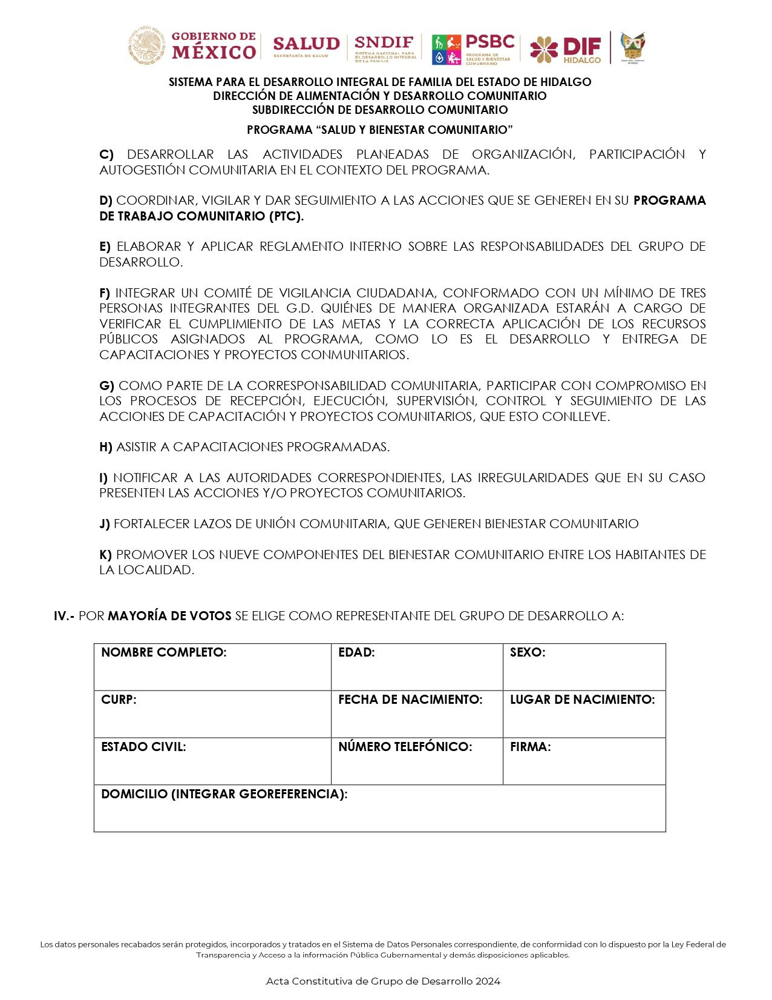 GOBIERNO DE
MÉXICO
SALUD
SECRETARÍA DE SALUD
SNDIF
SISTEMA NACIONAL PARA
EL DESARROLLO INTEGRAL
DE LA FAMILIA
PSBC
PROGRAMA DE
SALUD Y BIENESTAR
COMUNITARIO
DIF
HIDALGO
SISTEMA PARA EL DESARROLLO INTEGRAL DE FAMILIA DEL ESTADO DE HIDALGO
DIRECCIÓN DE ALIMENTACIÓN Y DESARROLLO COMUNITARIO
SUBDIRECCIÓN DE DESARROLLO COMUNITARIO
PROGRAMA “SALUD Y BIENESTAR COMUNITARIO”
C) DESARROLLAR LAS ACTIVIDADES PLANEADAS DE ORGANIZACIÓN, PARTICIPACIÓN Y
AUTOGESTIÓN COMUNITARIA EN EL CONTEXTO DEL PROGRAMA.
D) COORDINAR, VIGILAR Y DAR SEGUIMIENTO A LAS ACCIONES QUE SE GENEREN EN SU PROGRAMA
DE TRABAJO COMUNITARIO (PTC).
E) ELABORAR Y APLICAR REGLAMENTO INTERNO SOBRE LAS RESPONSABILIDADES DEL GRUPO DE
DESARROLLO.
F) INTEGRAR UN COMITÉ DE VIGILANCIA CIUDADANA, CONFORMADO CON UN MÍNIMO DE TRES
PERSONAS INTEGRANTES DEL G.D. QUIÉNES DE MANERA ORGANIZADA ESTARÁN A CARGO DE
VERIFICAR EL CUMPLIMIENTO DE LAS METAS Y LA CORRECTA APLICACIÓN DE LOS RECURSOS
PÚBLICOS ASIGNADOS AL PROGRAMA, COMO LO ES EL DESARROLLO Y ENTREGA DE
CAPACITACIONES Y PROYECTOS CONMUNITARIOS.
G) COMO PARTE DE LA CORRESPONSABILIDAD COMUNITARIA, PARTICIPAR CON COMPROMISO EN
LOS PROCESOS DE RECEPCIÓN, EJECUCIÓN, SUPERVISIÓN, CONTROL Y SEGUIMIENTO DE LAS
ACCIONES DE CAPACITACIÓN Y PROYECTOS COMUNITARIOS, QUE ESTO CONLLEVE.
H) ASISTIR A CAPACITACIONES PROGRAMADAS.
I) NOTIFICAR A LAS AUTORIDADES CORRESPONDIENTES, LAS IRREGULARIDADES QUE EN SU CASO
PRESENTEN LAS ACCIONES Y/O PROYECTOS COMUNITARIOS.
J) FORTALECER LAZOS DE UNIÓN COMUNITARIA, QUE GENEREN BIENESTAR COMUNITARIO
K) PROMOVER LOS NUEVE COMPONENTES DEL BIENESTAR COMUNITARIO ENTRE LOS HABITANTES DE
LA LOCALIDAD.
IV.- POR MAYORÍA DE VOTOS SE ELIGE COMO REPRESENTANTE DEL GRUPO DE DESARROLLO A:
NOMBRE COMPLETO:
EDAD:
SEXO:
CURP:
FECHA DE NACIMIENTO:
LUGAR DE NACIMIENTO:
ESTADO CIVIL:
NÚMERO TELEFÓNICO:
FIRMA:
DOMICILIO (INTEGRAR GEOREFERENCIA):
Los datos personales recabados serán protegidos, incorporados y tratados en el Sistema de Datos Personales correspondiente, de conformidad con lo dispuesto por la Ley Federal de
Transparencia y Acceso a la información Pública Gubernamental y demás disposiciones aplicables.
Acta Constitutiva de Grupo de Desarrollo 2024